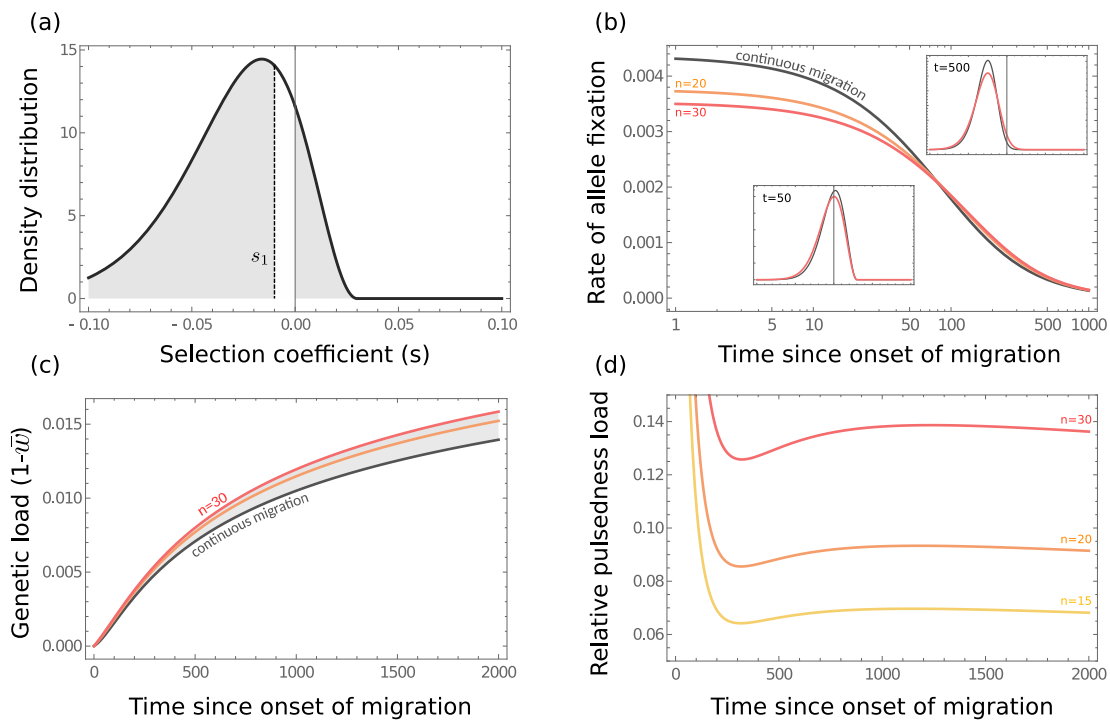 (a)
Density distribution
15
10
5
0
s₁
- 0.10
- 0.05
0.00
0.05
0.10
Selection coefficient (s)
(b)
Rate of allele fixation
0.004
0.003
0.002
0.001
0.000
continuous migration
n=20
n=30
t=500
t=50
1
5
10
50
100
500
1000
Time since onset of migration
(c)
Genetic load (1-w̄)
0.015
0.010
0.005
0.000
n=30
continuous migration
0
500
1000
1500
2000
Time since onset of migration
(d)
Relative pulsedness load
0.14
0.12
0.10
0.08
0.06
n=30
n=20
n=15
0
500
1000
1500
2000
Time since onset of migration